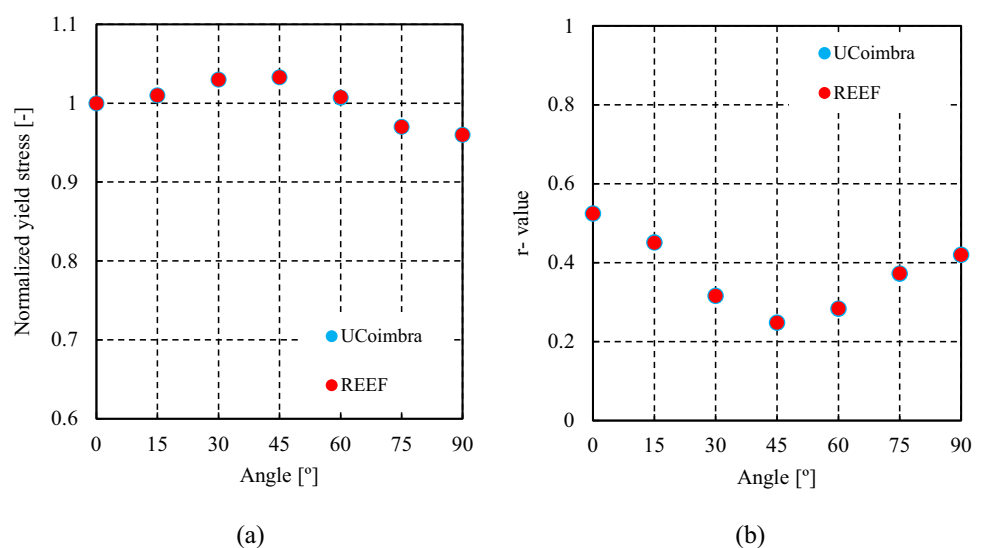 1.1
1
0.9
0.8
0.7
0.6
Normalized yield stress [-]
UCoimbra
REEF
0 15 30 45 60 75 90
Angle [º]
(a)
1
0.8
0.6
0.4
0.2
0
r- value
UCoimbra
REEF
0 15 30 45 60 75 90
Angle [º]
(b)